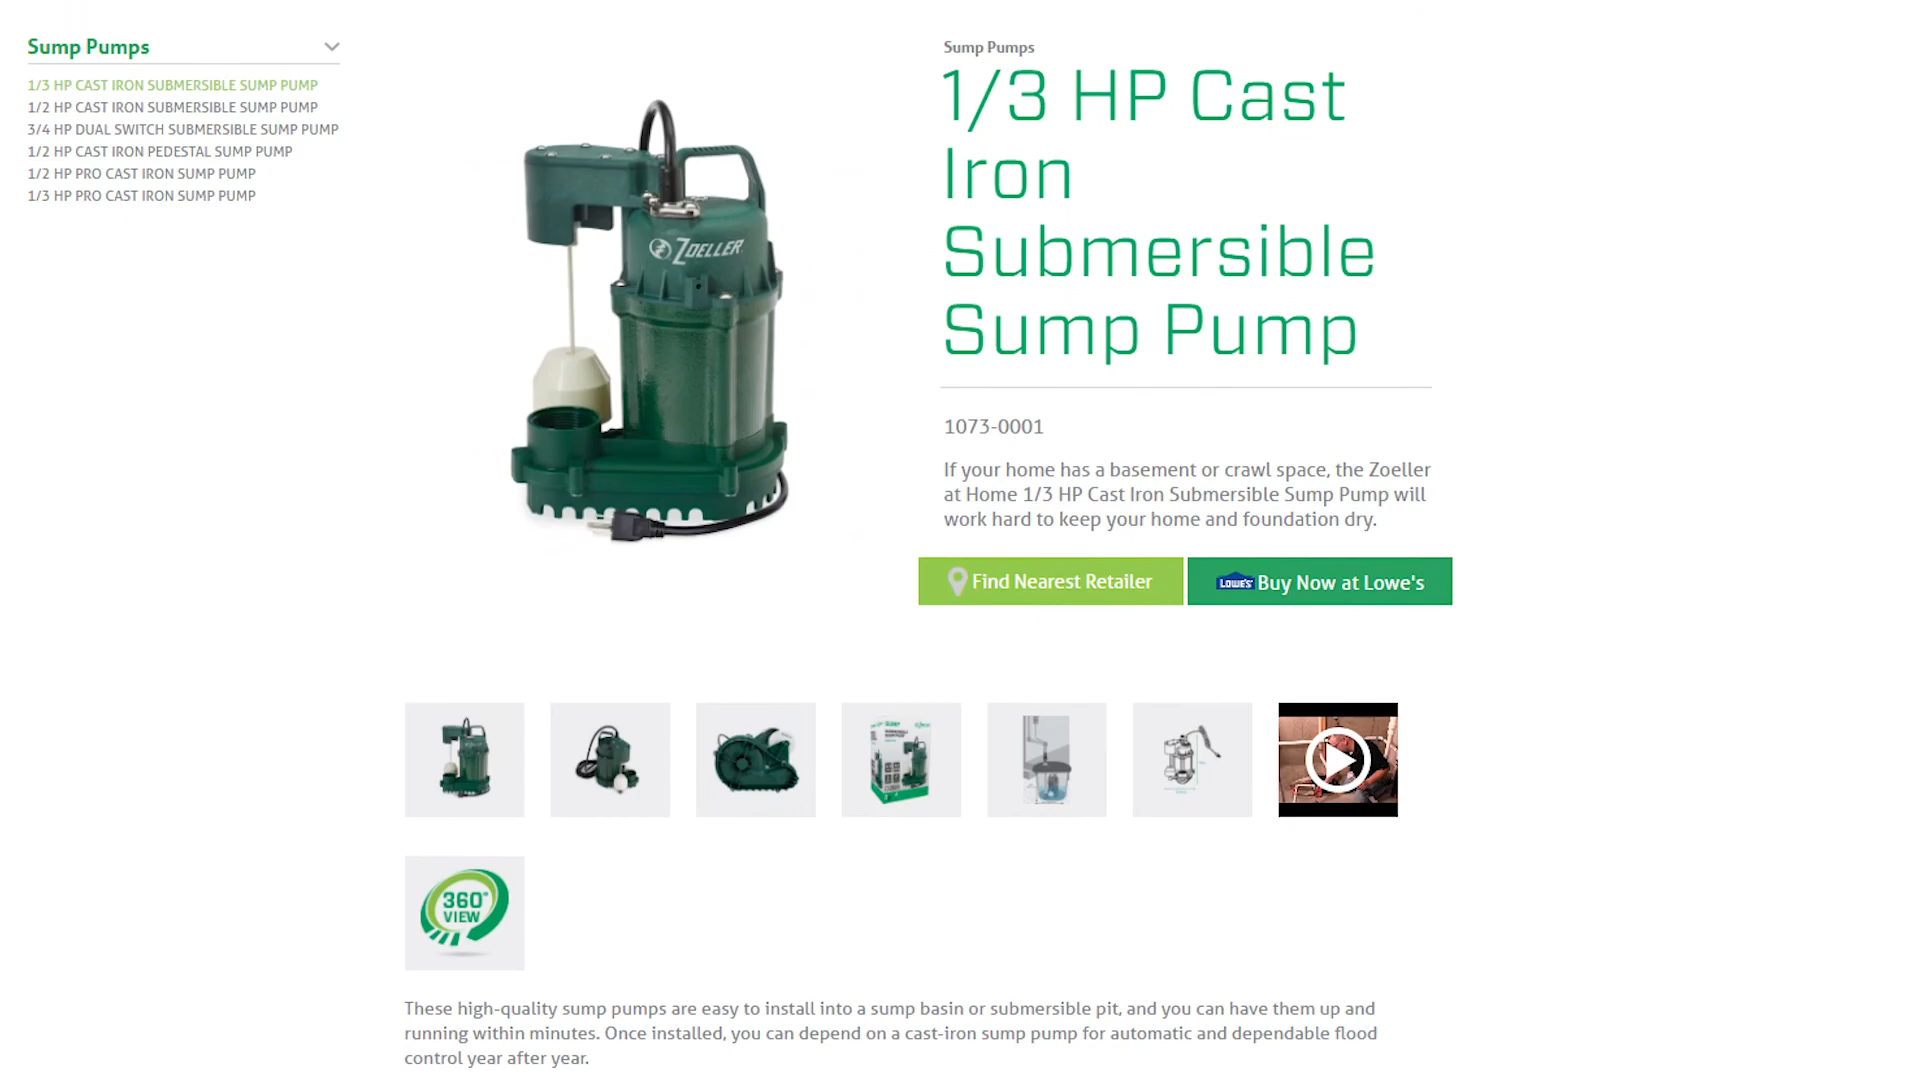 Sump Pumps
1/3 HP CAST IRON SUBMERSIBLE SUMP PUMP
1/2 HP CAST IRON SUBMERSIBLE SUMP PUMP
3/4 HP DUAL SWITCH SUBMERSIBLE SUMP PUMP
1/2 HP CAST IRON PEDESTAL SUMP PUMP
1/2 HP PRO CAST IRON SUMP PUMP
1/3 HP PRO CAST IRON SUMP PUMP
ZOELLER
Sump Pumps
1/3 HP Cast
Iron
Submersible
Sump Pump
1073-0001
If your home has a basement or crawl space, the Zoeller
at Home 1/3 HP Cast Iron Submersible Sump Pump will
work hard to keep your home and foundation dry.
Find Nearest Retailer
LOWE'S Buy Now at Lowe's
360°
VIEW
These high-quality sump pumps are easy to install into a sump basin or submersible pit, and you can have them up and
running within minutes. Once installed, you can depend on a cast-iron sump pump for automatic and dependable flood
control year after year.